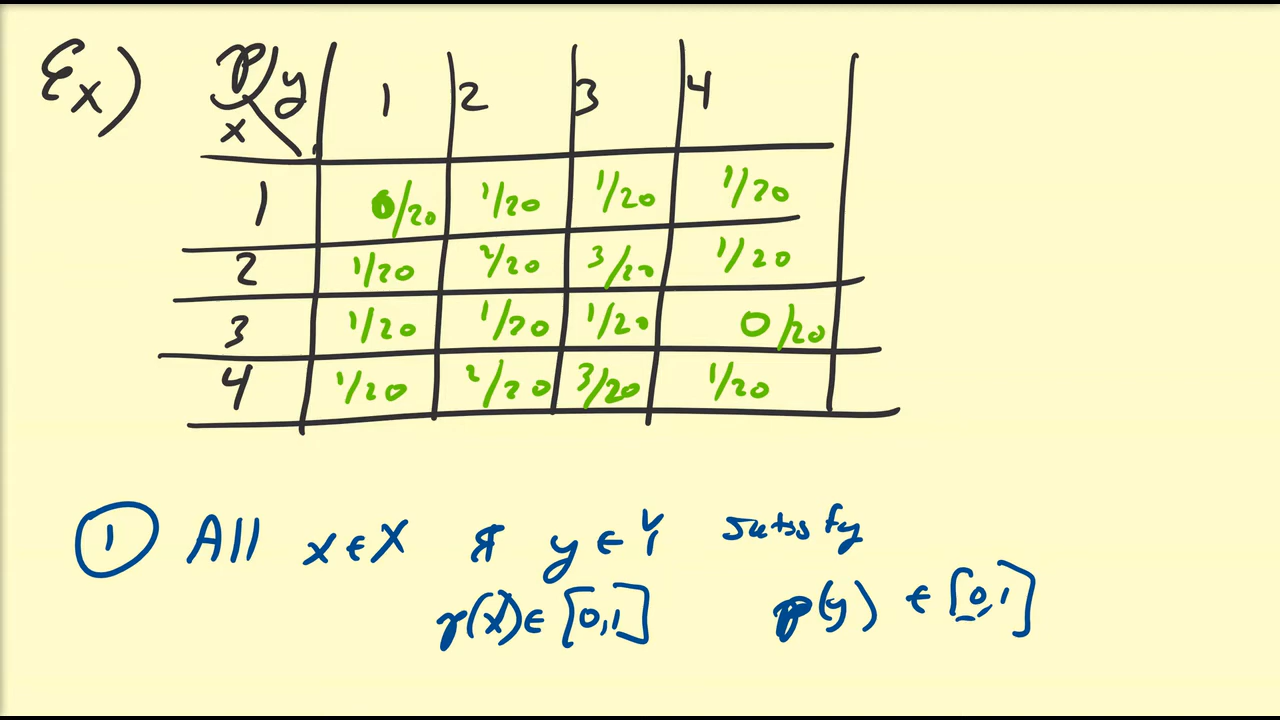 Ex) P/y x 1 2 3 4
1 0/20 1/20 1/20 1/20
2 1/20 2/20 3/20 1/20
3 1/20 1/20 1/20 0/20
4 1/20 2/20 3/20 1/20
① All x ∈ X & y ∈ Y satisfy
p(x) ∈ [0,1] p(y) ∈ [0,1]